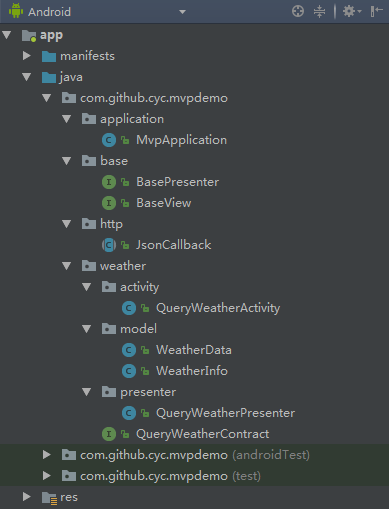 Android
app
manifests
java
com.github.cyc.mvpdemo
application
C MvpApplication
base
I BasePresenter
I BaseView
http
C JsonCallback
weather
activity
C QueryWeatherActivity
model
C WeatherData
C WeatherInfo
presenter
C QueryWeatherPresenter
I QueryWeatherContract
com.github.cyc.mvpdemo (androidTest)
com.github.cyc.mvpdemo (test)
res